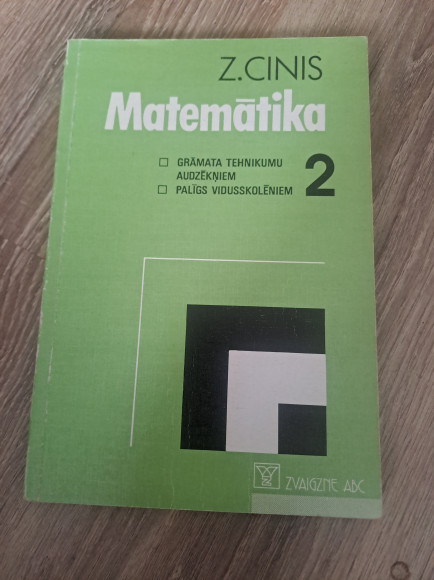 Z.CINIS
Matemātika
GRĀMATA TEHNIKUMU
AUDZĒKŅIEM
PALĪGS VIDUSSKOLĒNIEM
2
ZVAIGZNE ABC